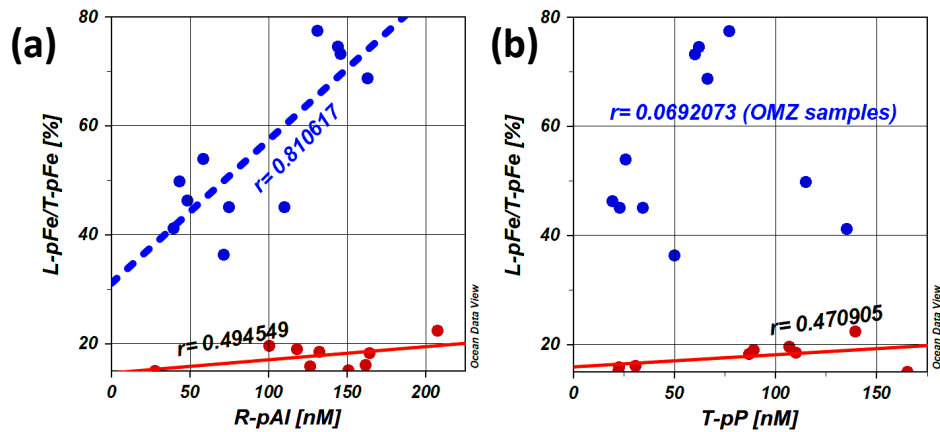 (a)
80
60
40
20
L-pFe/T-pFe [%]
r= 0.810617
r= 0.494549
0
50
100
150
200
R-pAl [nM]
Ocean Data View
(b)
80
60
40
20
L-pFe/T-pFe [%]
r= 0.0692073 (OMZ samples)
r= 0.470905
0
50
100
150
T-pP [nM]
Ocean Data View